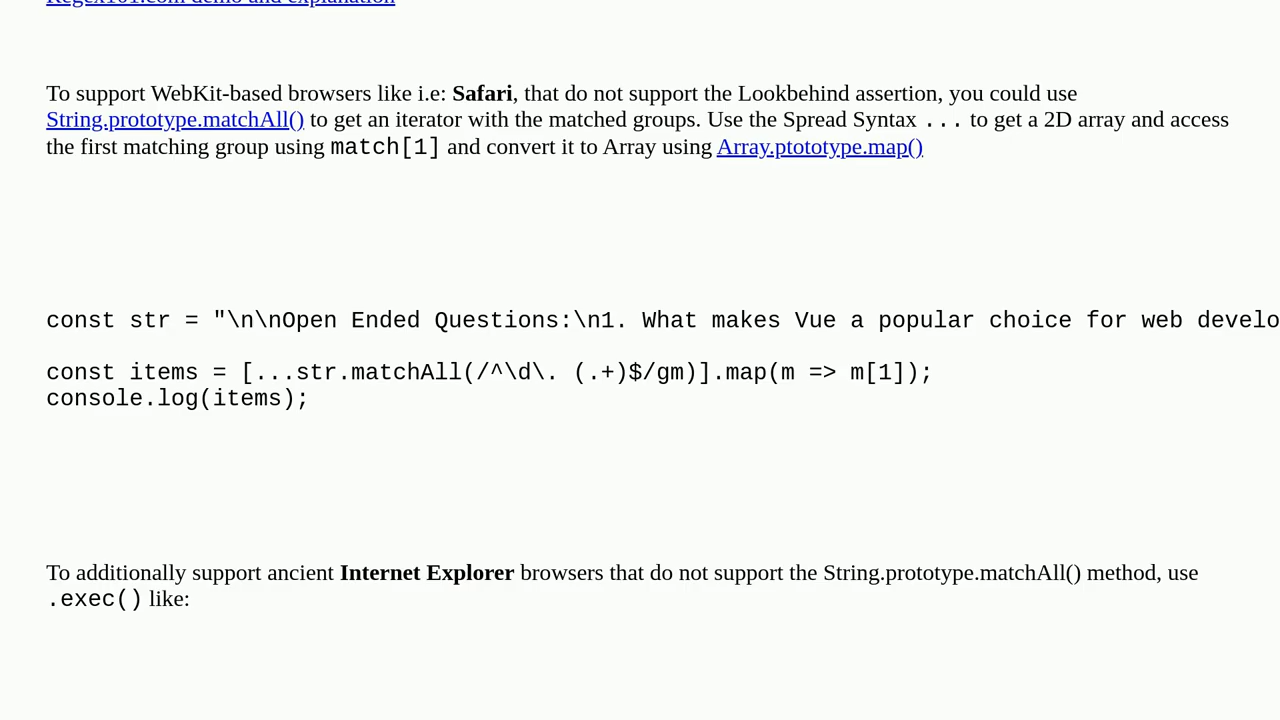 Regex101.com demo and explanation
To support WebKit-based browsers like i.e: Safari, that do not support the Lookbehind assertion, you could use
String.prototype.matchAll() to get an iterator with the matched groups. Use the Spread Syntax ... to get a 2D array and access
the first matching group using match[1] and convert it to Array using Array.ptototype.map()
const str = "\n\nOpen Ended Questions:\n1. What makes Vue a popular choice for web develo
const items = [...str.matchAll(/^\d\. (.+)$/gm)].map(m => m[1]);
console.log(items);
To additionally support ancient Internet Explorer browsers that do not support the String.prototype.matchAll() method, use
.exec() like: